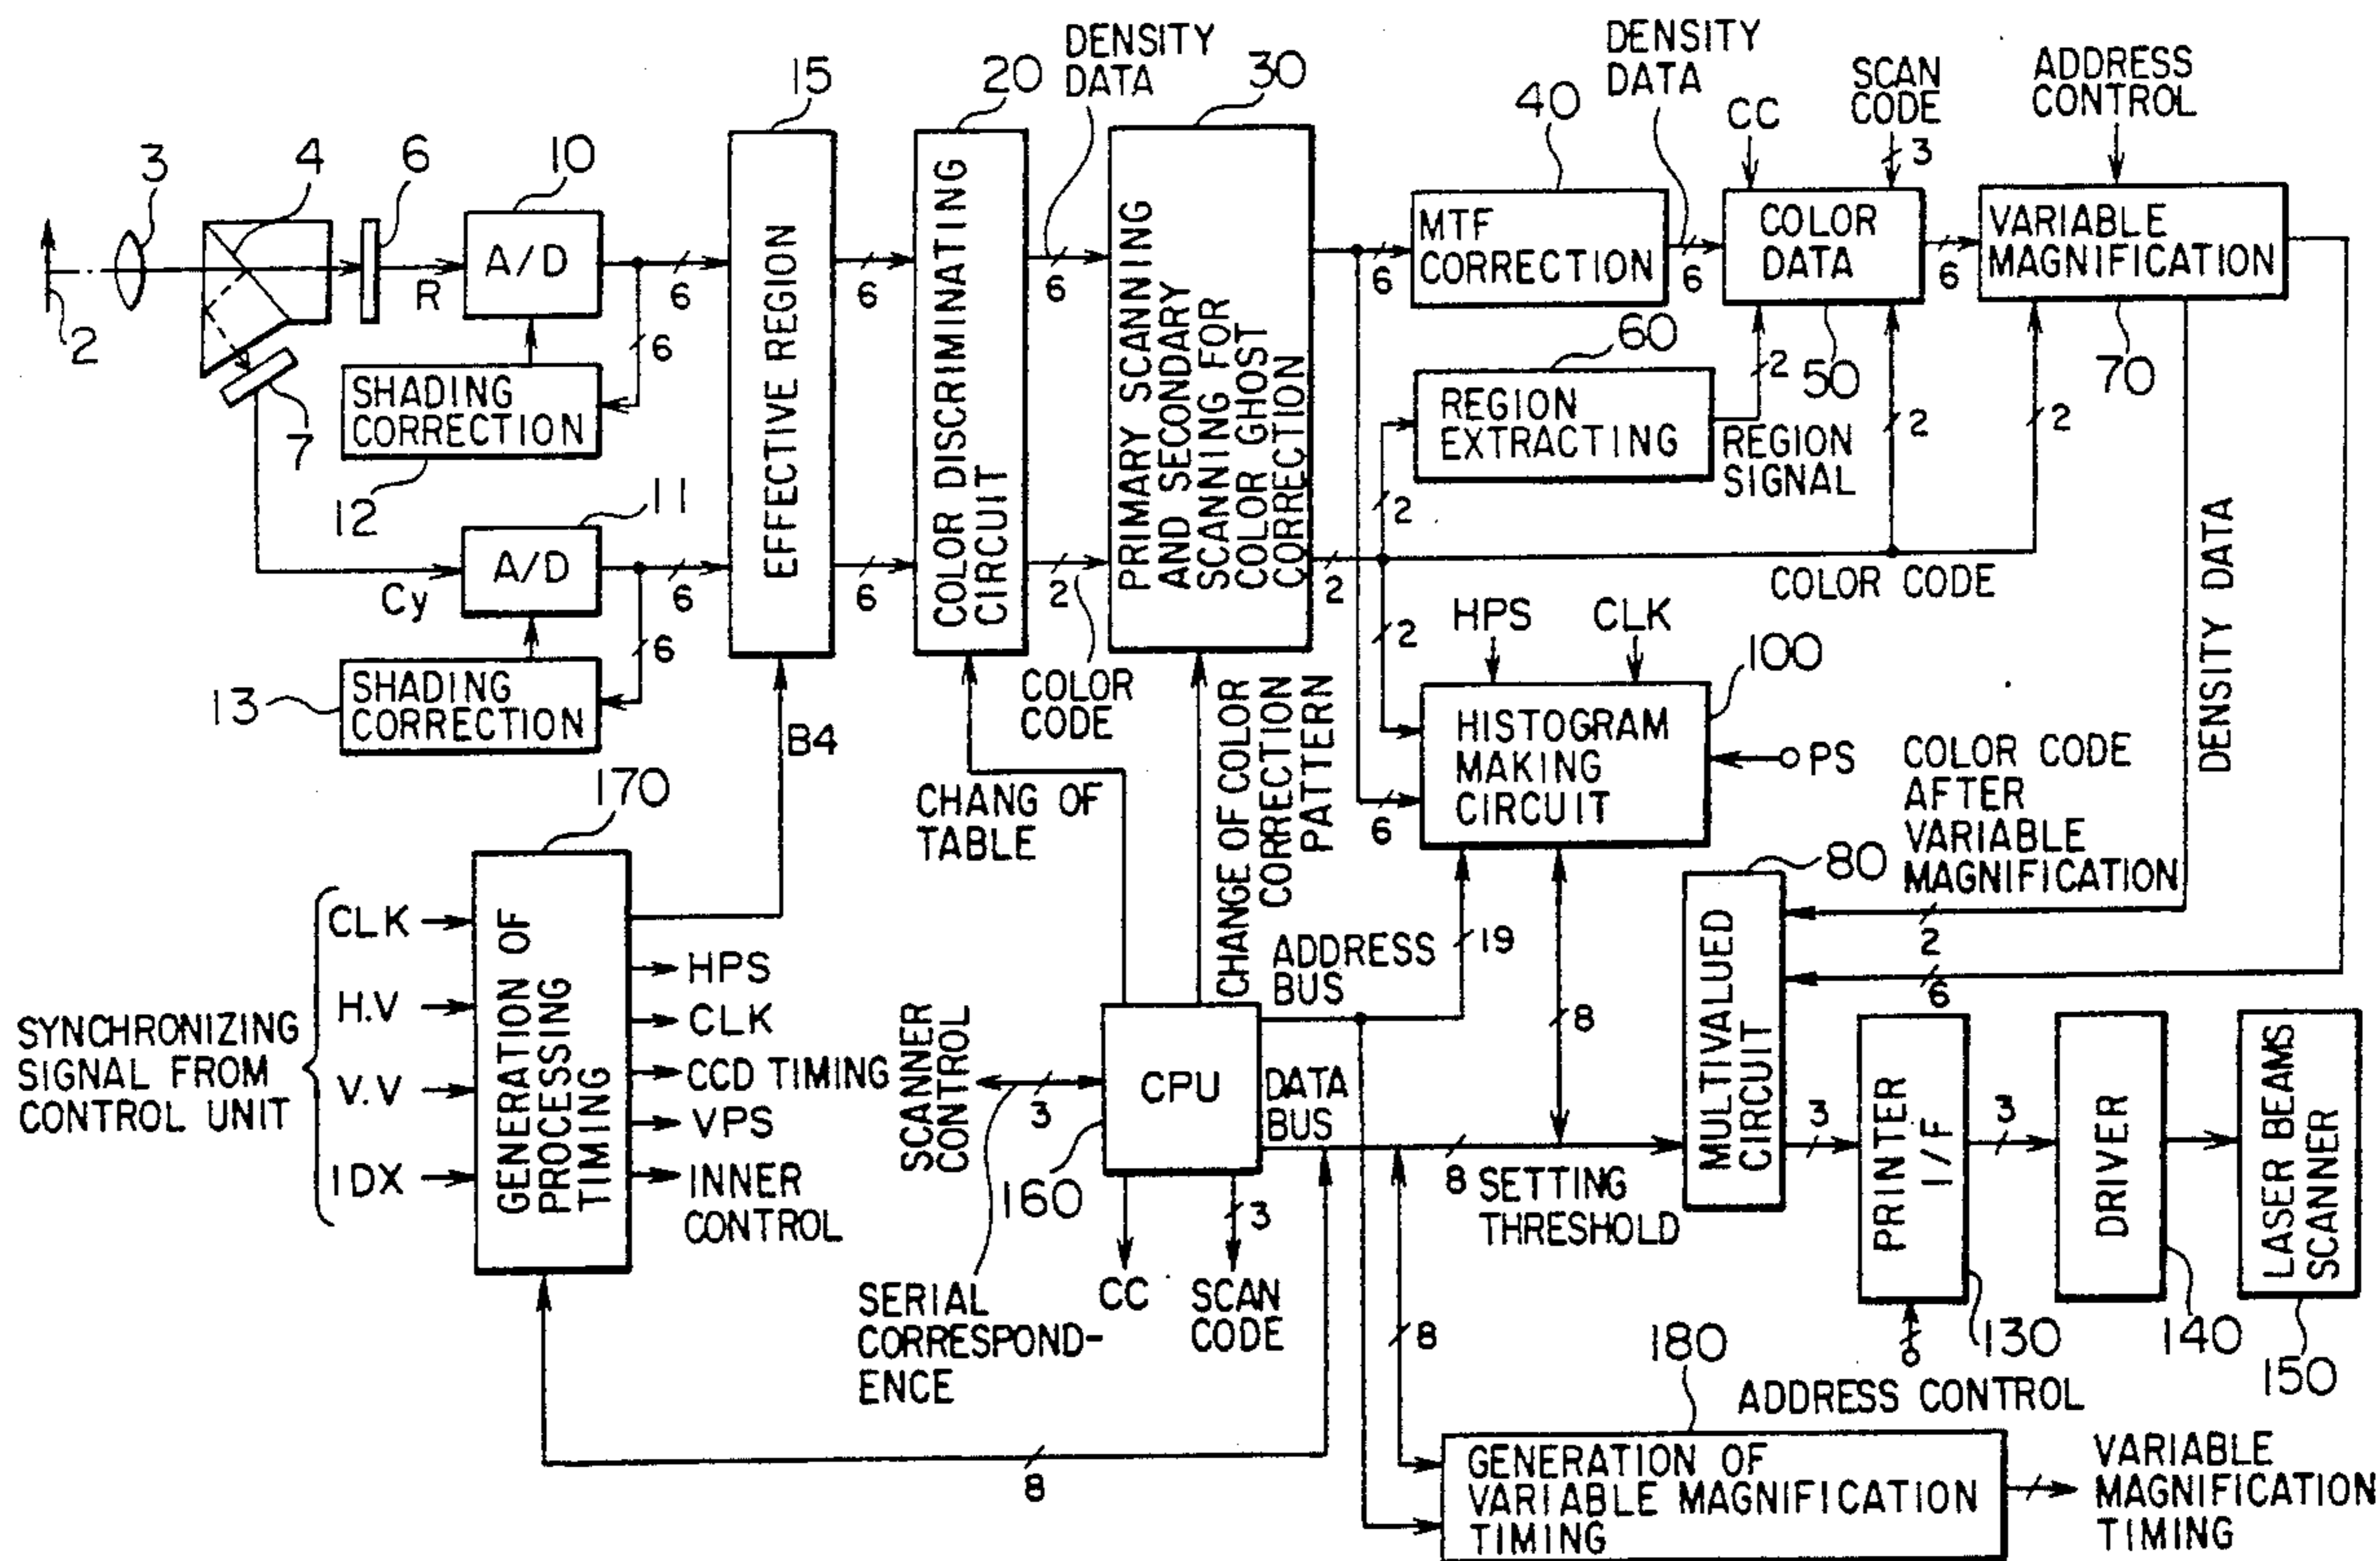 DENSITY
DATA
DENSITY
DATA
SCAN
CODE
ADDRESS
CONTROL
15
20
30
40
CC
3
3
4
6
10
2
7
R
A/D
6
6
SHADING
CORRECTION
12
EFFECTIVE REGION
6
6
COLOR DISCRIMINATING
CIRCUIT
6
2
PRIMARY SCANNING
AND SECONDARY
SCANNING FOR
COLOR GHOST
CORRECTION
6
MTF
CORRECTION
6
COLOR
DATA
50
6
VARIABLE
MAGNIFICATION
70
60
REGION
EXTRACTING
2
REGION
SIGNAL
2
2
2
2
COLOR CODE
DENSITY DATA
11
Cy
A/D
6
6
13
SHADING
CORRECTION
B4
COLOR
CODE
CHANG OF
TABLE
CHANGE OF COLOR
CORRECTION
PATTERN
2
HPS
CLK
100
HISTOGRAM
MAKING
CIRCUIT
PS
6
COLOR CODE
AFTER
VARIABLE
MAGNIFICATION
80
2
6
170
SYNCHRONIZING
SIGNAL FROM
CONTROL UNIT
CLK
H.V
V.V
IDX
GENERATION OF
PROCESSING
TIMING
HPS
CLK
CCD TIMING
VPS
INNER
CONTROL
SCANNER
CONTROL
3
CPU
160
ADDRESS
BUS
19
8
DATA
BUS
8
SETTING
THRESHOLD
MULTIVALUED
CIRCUIT
3
PRINTER
I/F
130
3
DRIVER
140
LASER BEAMS
SCANNER
150
SERIAL
CORRESPOND-
ENCE
CC
3
SCAN
CODE
8
8
180
ADDRESS CONTROL
GENERATION OF
VARIABLE MAGNIFICATION
TIMING
VARIABLE
MAGNIFICATION
TIMING